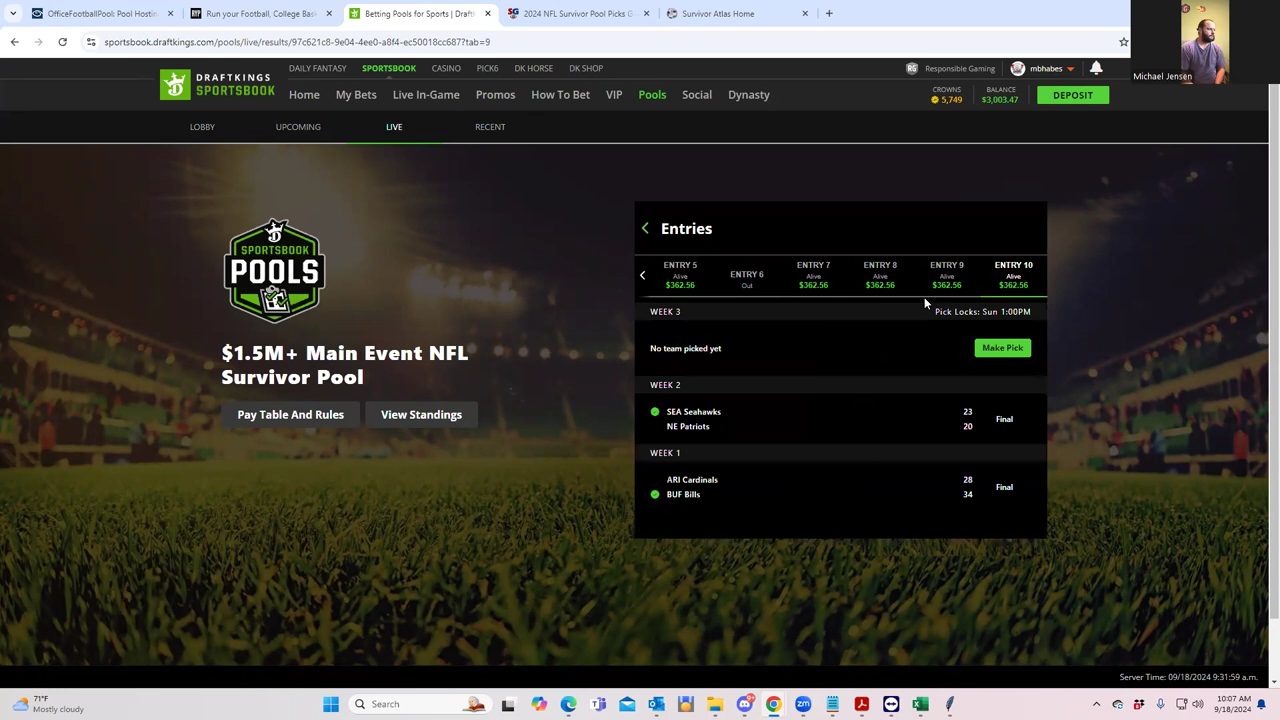 OfficeFootballPool: Pool Hostin
Run your Football, College Bask
Betting Pools for Sports | Draft
2024 NFL Survivor Pool Picks G
Survivor Atlas Home
sportsbook.draftkings.com/pools/live/results/97c621c8-9e04-4ee0-a8f4-ec50018cc687?tab=9
Michael Jensen
DRAFTKINGS
SPORTSBOOK
DAILY FANTASY SPORTSBOOK CASINO PICK6 DK HORSE DK SHOP
RG Responsible Gaming mbhabes
Home My Bets Live In-Game Promos How To Bet VIP Pools Social Dynasty
CROWNS
5,749
BALANCE
$3,003.47
DEPOSIT
LOBBY UPCOMING LIVE RECENT
SPORTSBOOK
POOLS
$1.5M+ Main Event NFL
Survivor Pool
Pay Table And Rules View Standings
Entries
ENTRY 5
Alive
$362.56
ENTRY 6
Out
ENTRY 7
Alive
$362.56
ENTRY 8
Alive
$362.56
ENTRY 9
Alive
$362.56
ENTRY 10
Alive
$362.56
WEEK 3 Pick Locks: Sun 1:00PM
No team picked yet Make Pick
WEEK 2
SEA Seahawks 23
NE Patriots 20
Final
WEEK 1
ARI Cardinals 28
BUF Bills 34
Final
Server Time: 09/18/2024 9:31:59 a.m.
71°F
Mostly cloudy
Search
10:07 AM
9/18/2024